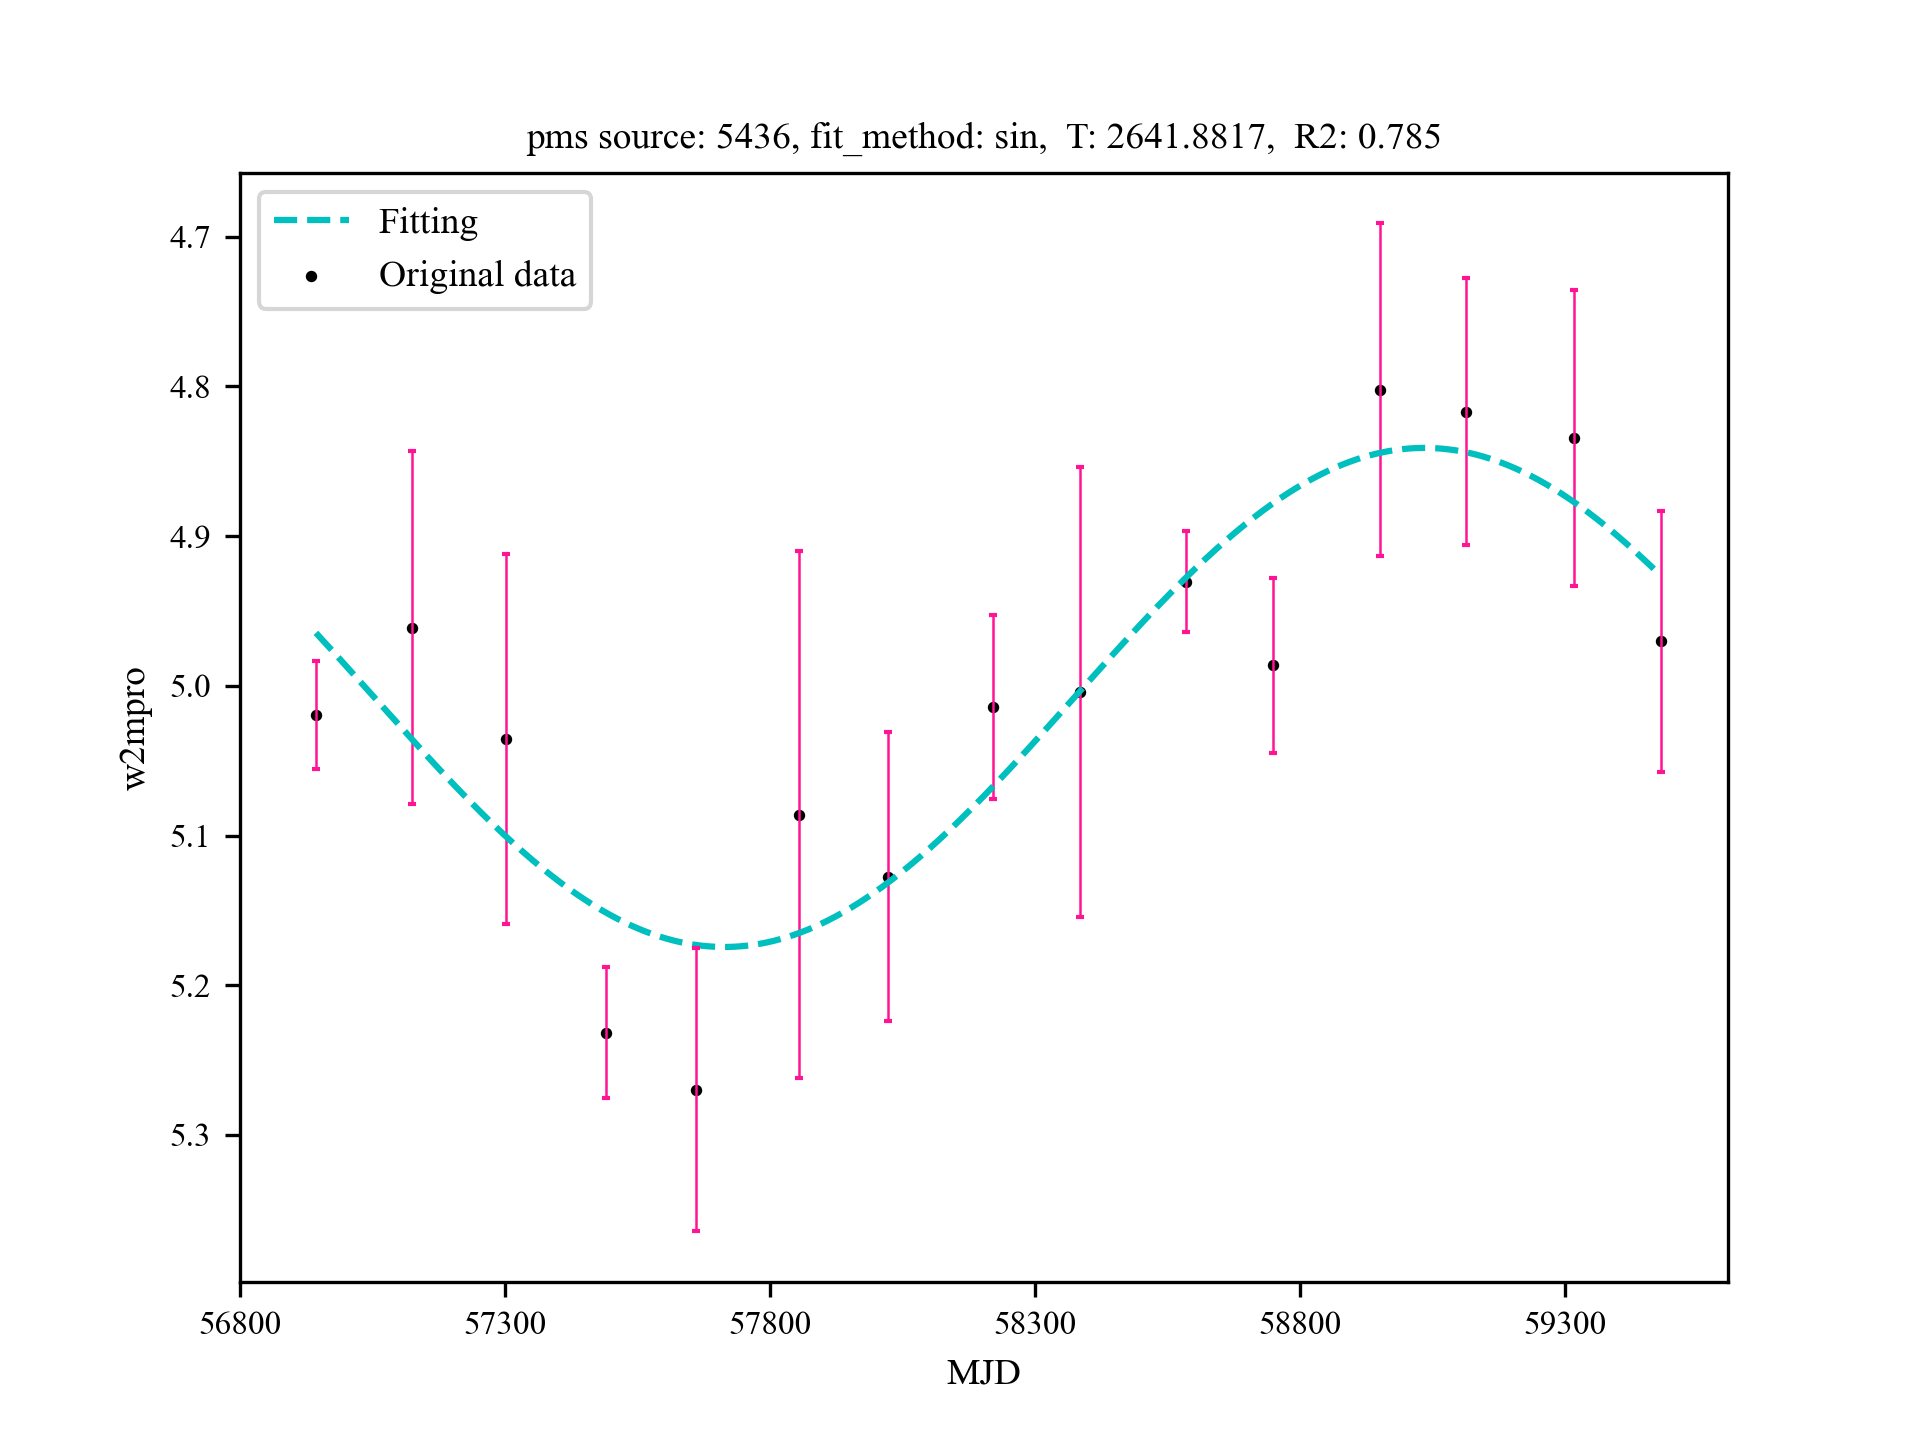 pms source: 5436, fit_method: sin,  T: 2641.8817,  R2: 0.785
Fitting
Original data
4.7
4.8
4.9
5.0
5.1
5.2
5.3
w2mpro
56800 57300 57800 58300 58800 59300
MJD